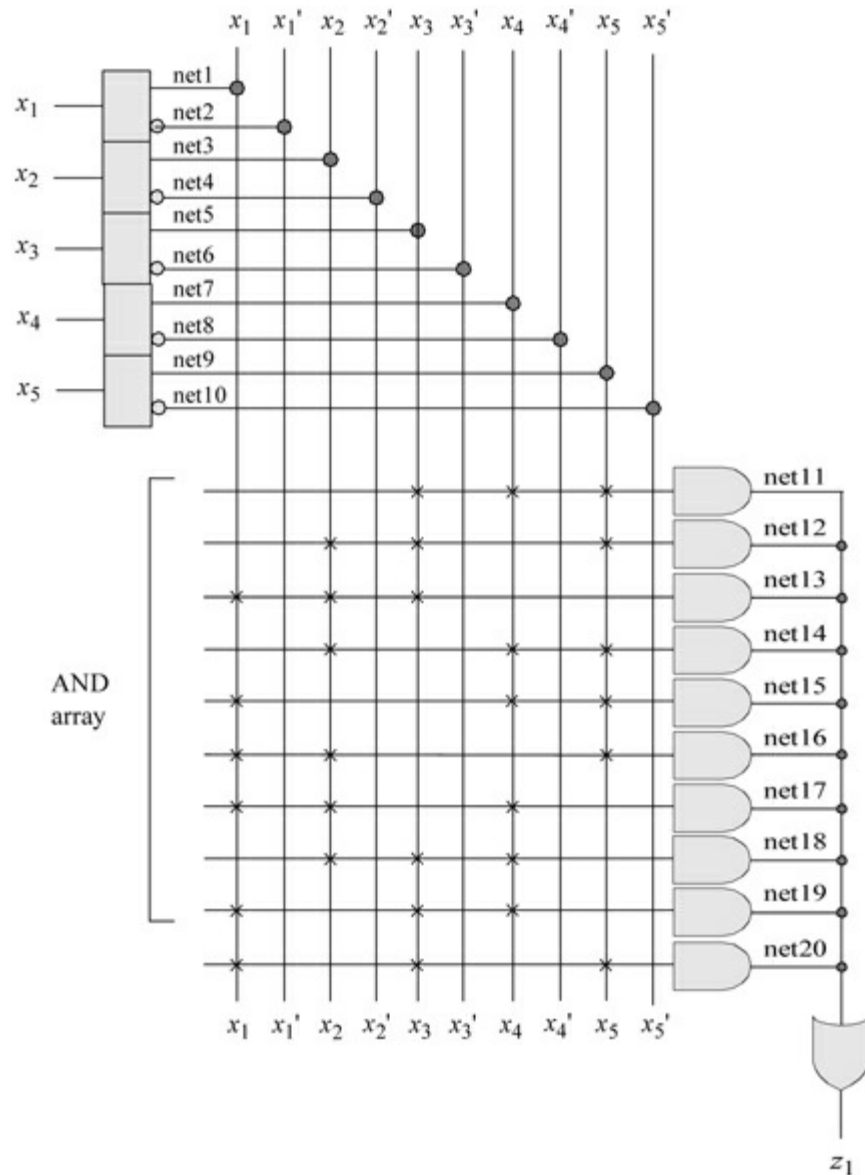 x₁ x₁' x₂ x₂' x₃ x₃' x₄ x₄' x₅ x₅'
net1
x₁
net2
net3
x₂
net4
net5
x₃
net6
net7
x₄
net8
net9
x₅
net10
net11
net12
net13
net14
AND
array
net15
net16
net17
net18
net19
net20
x₁ x₁' x₂ x₂' x₃ x₃' x₄ x₄' x₅ x₅'
z₁